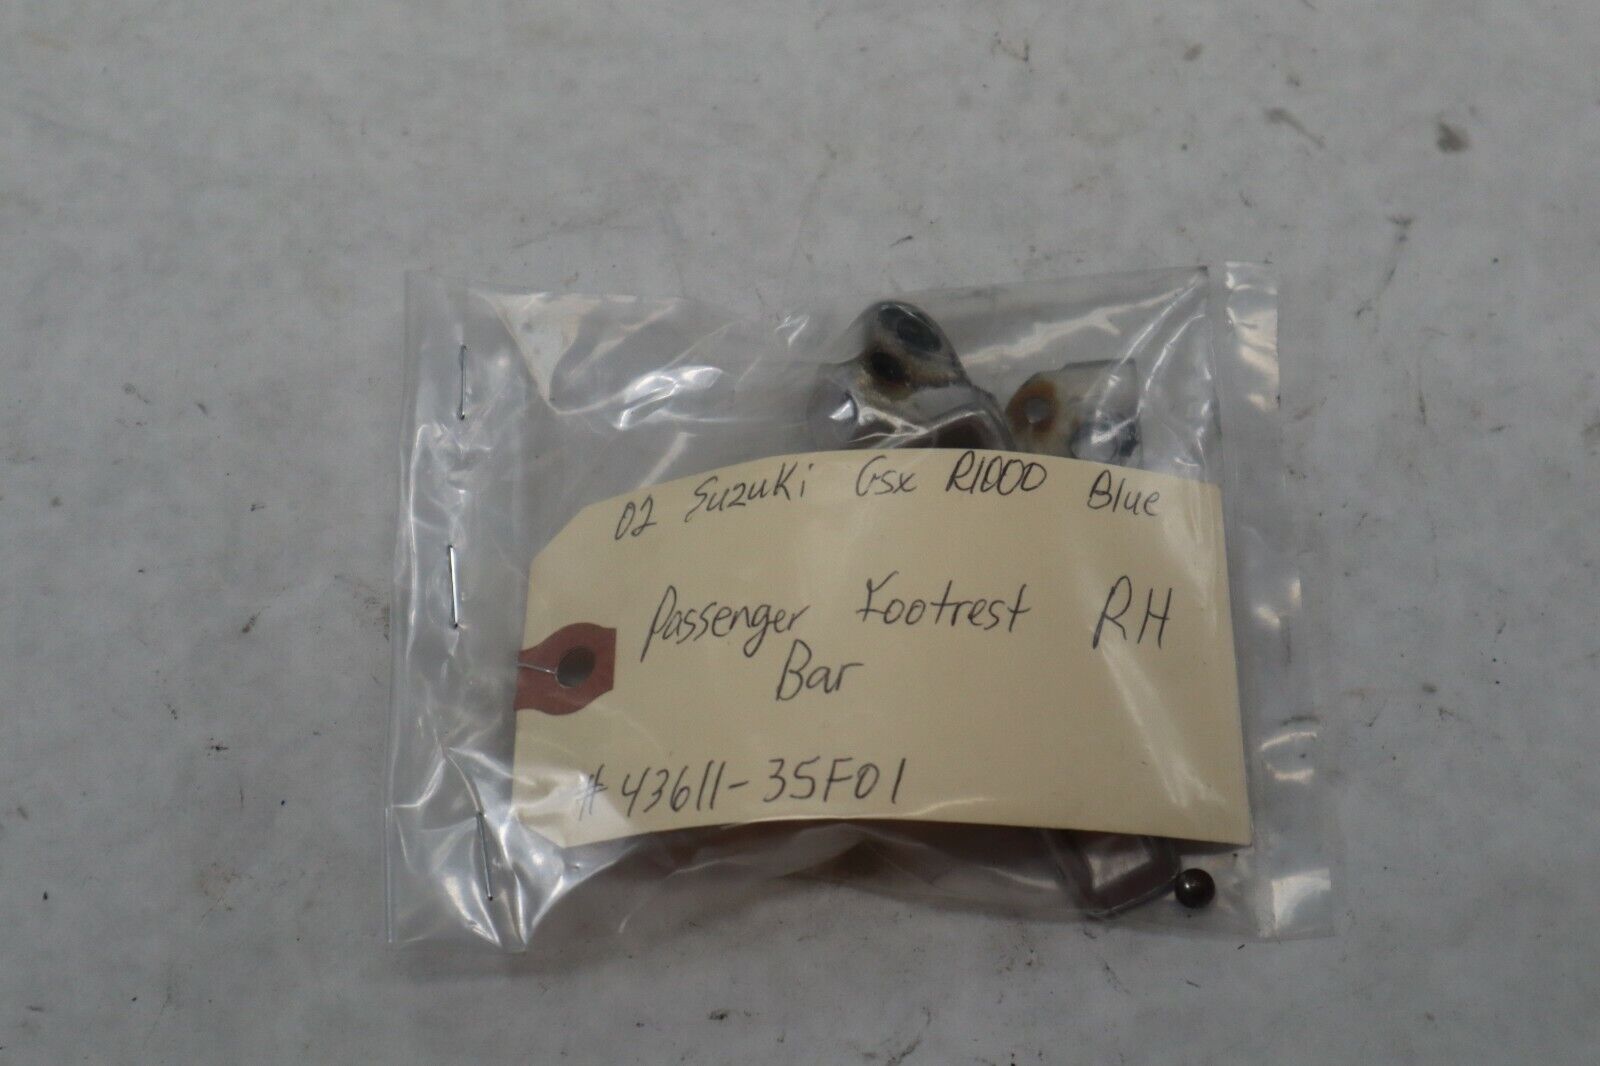 02 Suzuki Gsx R1000 Blue
Passenger Footrest RH
Bar
# 43611-35F01